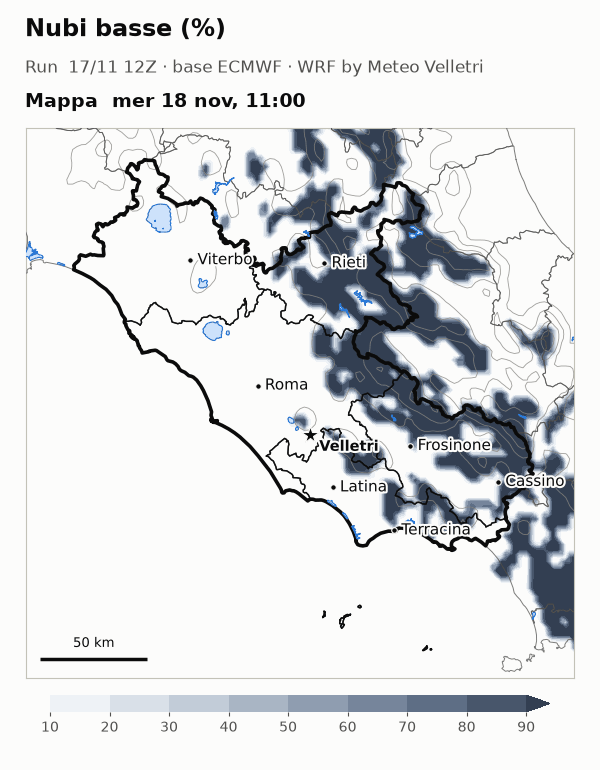 Nubi basse (%)
Run 17/11 12Z · base ECMWF · WRF by Meteo Velletri
Mappa mer 18 nov, 11:00
Viterbo
Rieti
Roma
Velletri
Frosinone
Cassino
Latina
Terracina
50 km
10 20 30 40 50 60 70 80 90